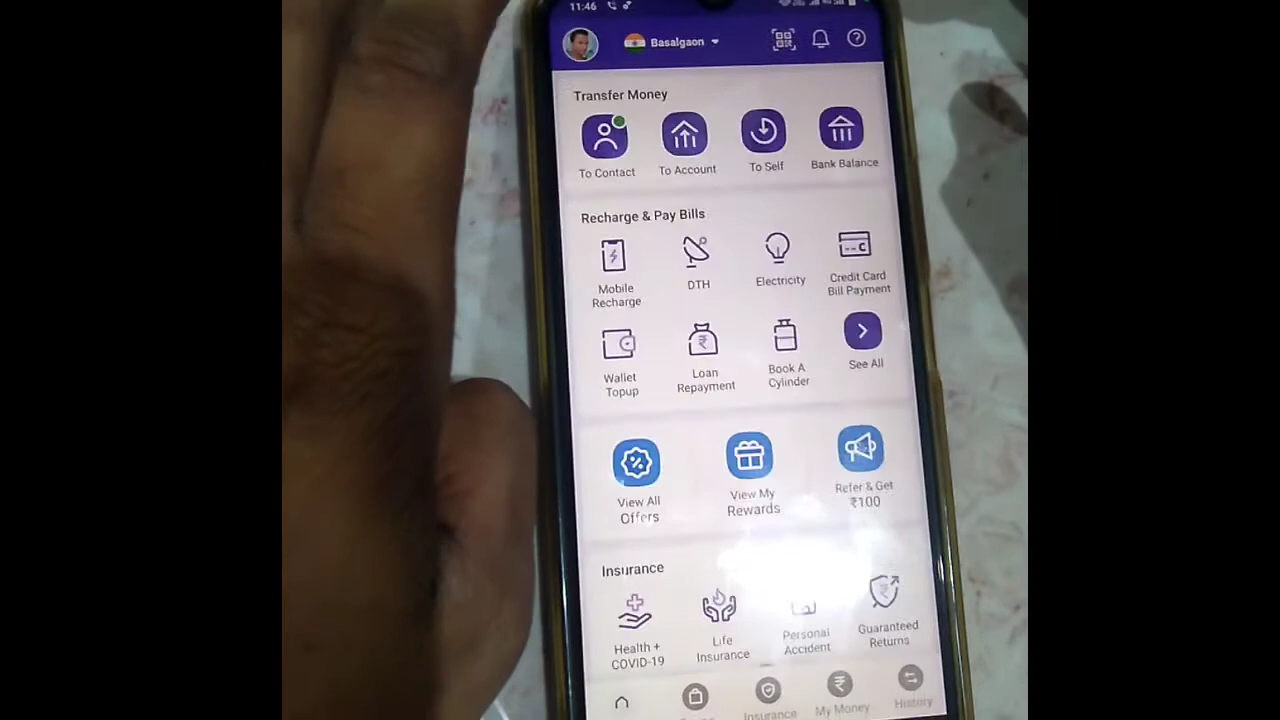 11:46
Basalgaon
Transfer Money
To Contact
To Account
To Self
Bank Balance
Recharge & Pay Bills
Mobile
Recharge
DTH
Electricity
Credit Card
Bill Payment
Wallet
Topup
Loan
Repayment
Book A
Cylinder
See All
View All
Offers
View My
Rewards
Refer & Get
₹100
Insurance
Health +
COVID-19
Life
Insurance
Personal
Accident
Guaranteed
Returns
Insurance
My Money
History